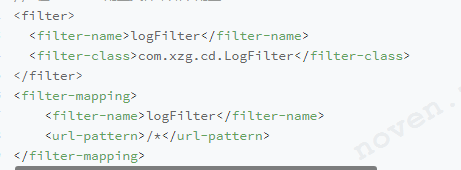 <filter>
  <filter-name>logFilter</filter-name>
  <filter-class>com.xzg.cd.LogFilter</filter-class>
</filter>
<filter-mapping>
    <filter-name>logFilter</filter-name>
    <url-pattern>/*</url-pattern>
</filter-mapping>
noven.